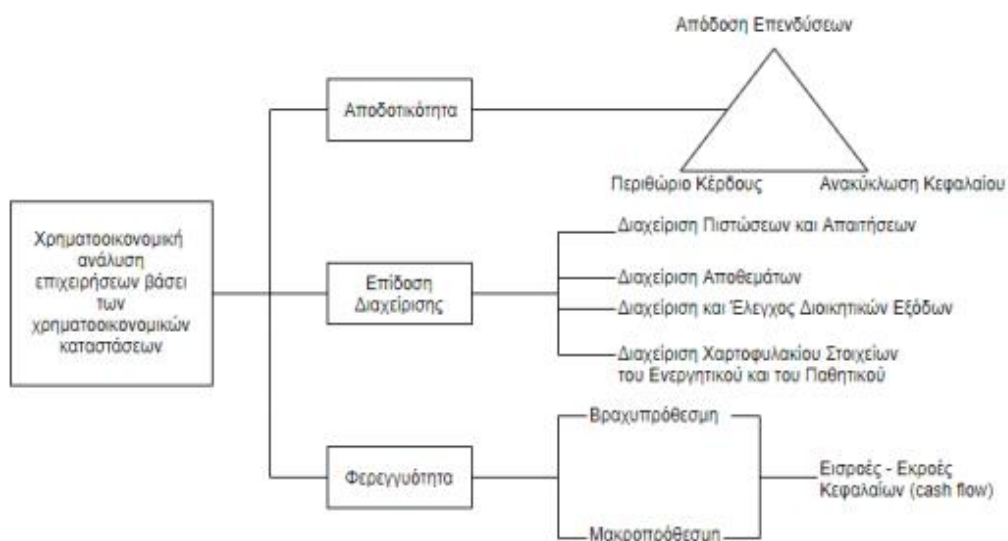 Απόδοση Επενδύσεων
Αποδοτικότητα
Περιθώριο Κέρδους
Ανακύκλωση Κεφαλαίου
Χρηματοοικονομική
ανάλυση
επιχειρήσεων βάσει
των
χρηματοοικονομικών
καταστάσεων
Επίδοση
Διαχείρισης
Διαχείριση Πιστώσεων και Απαιτήσεων
Διαχείριση Αποθεμάτων
Διαχείριση και Έλεγχος Διοικητικών Εξόδων
Διαχείριση Χαρτοφυλακίου Στοιχείων
του Ενεργητικού και του Παθητικού
Φερεγγυότητα
Βραχυπρόθεσμη
Μακροπρόθεσμη
Εισροές - Εκροές
Κεφαλαίων (cash flow)